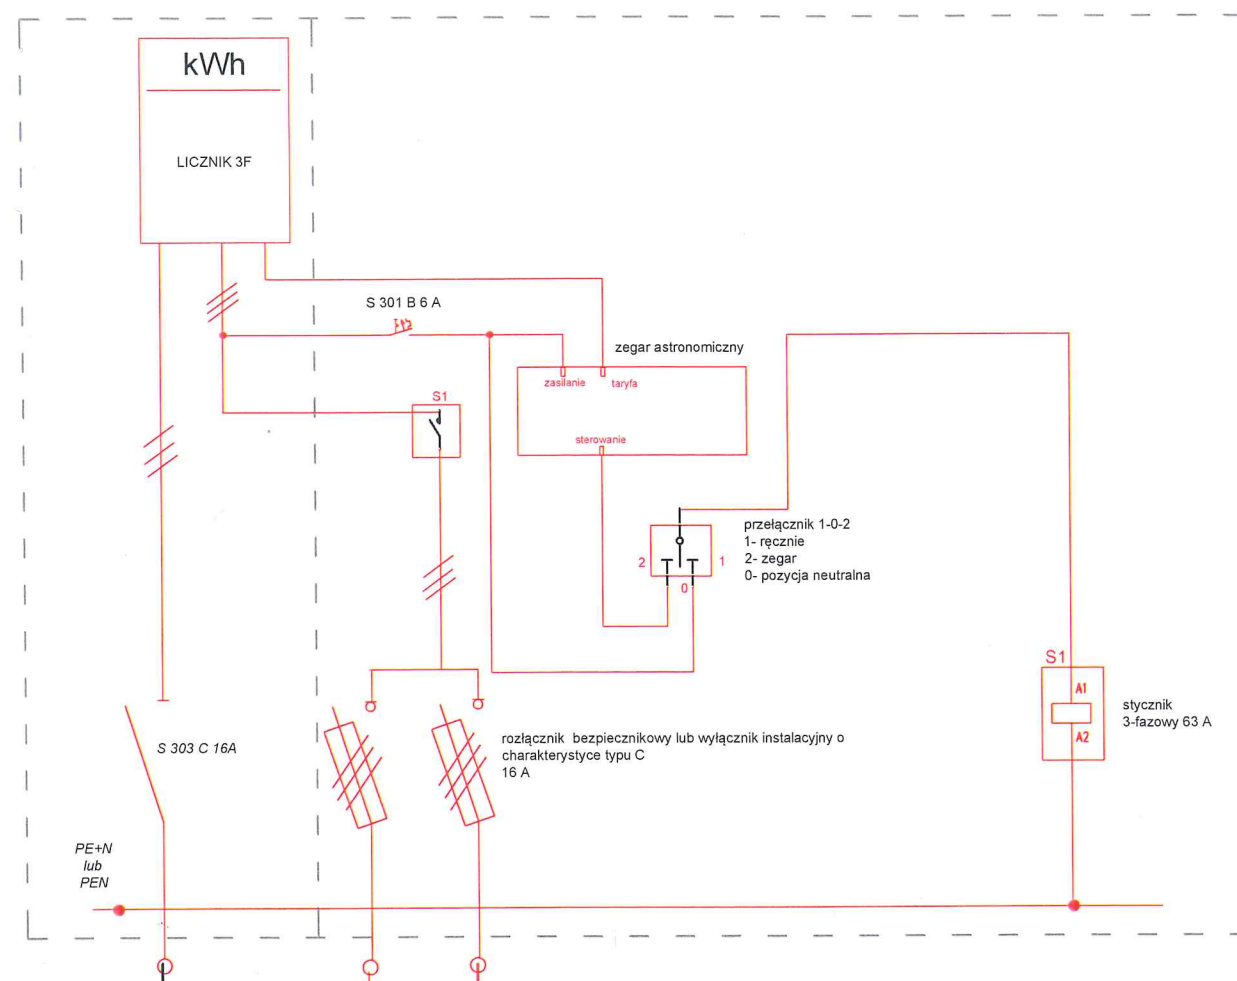 kWh
LICZNIK 3F
S 301 B 6 A
zegar astronomiczny
zasilanie
taryfa
S1
sterowanie
przełącznik 1-0-2
1- ręcznie
2- zegar
0- pozycja neutralna
2
1
0
S1
A1
A2
stycznik
3-fazowy 63 A
S 303 C 16A
rozłącznik bezpiecznikowy lub wyłącznik instalacyjny o
charakterystyce typu C
16 A
PE+N
lub
PEN